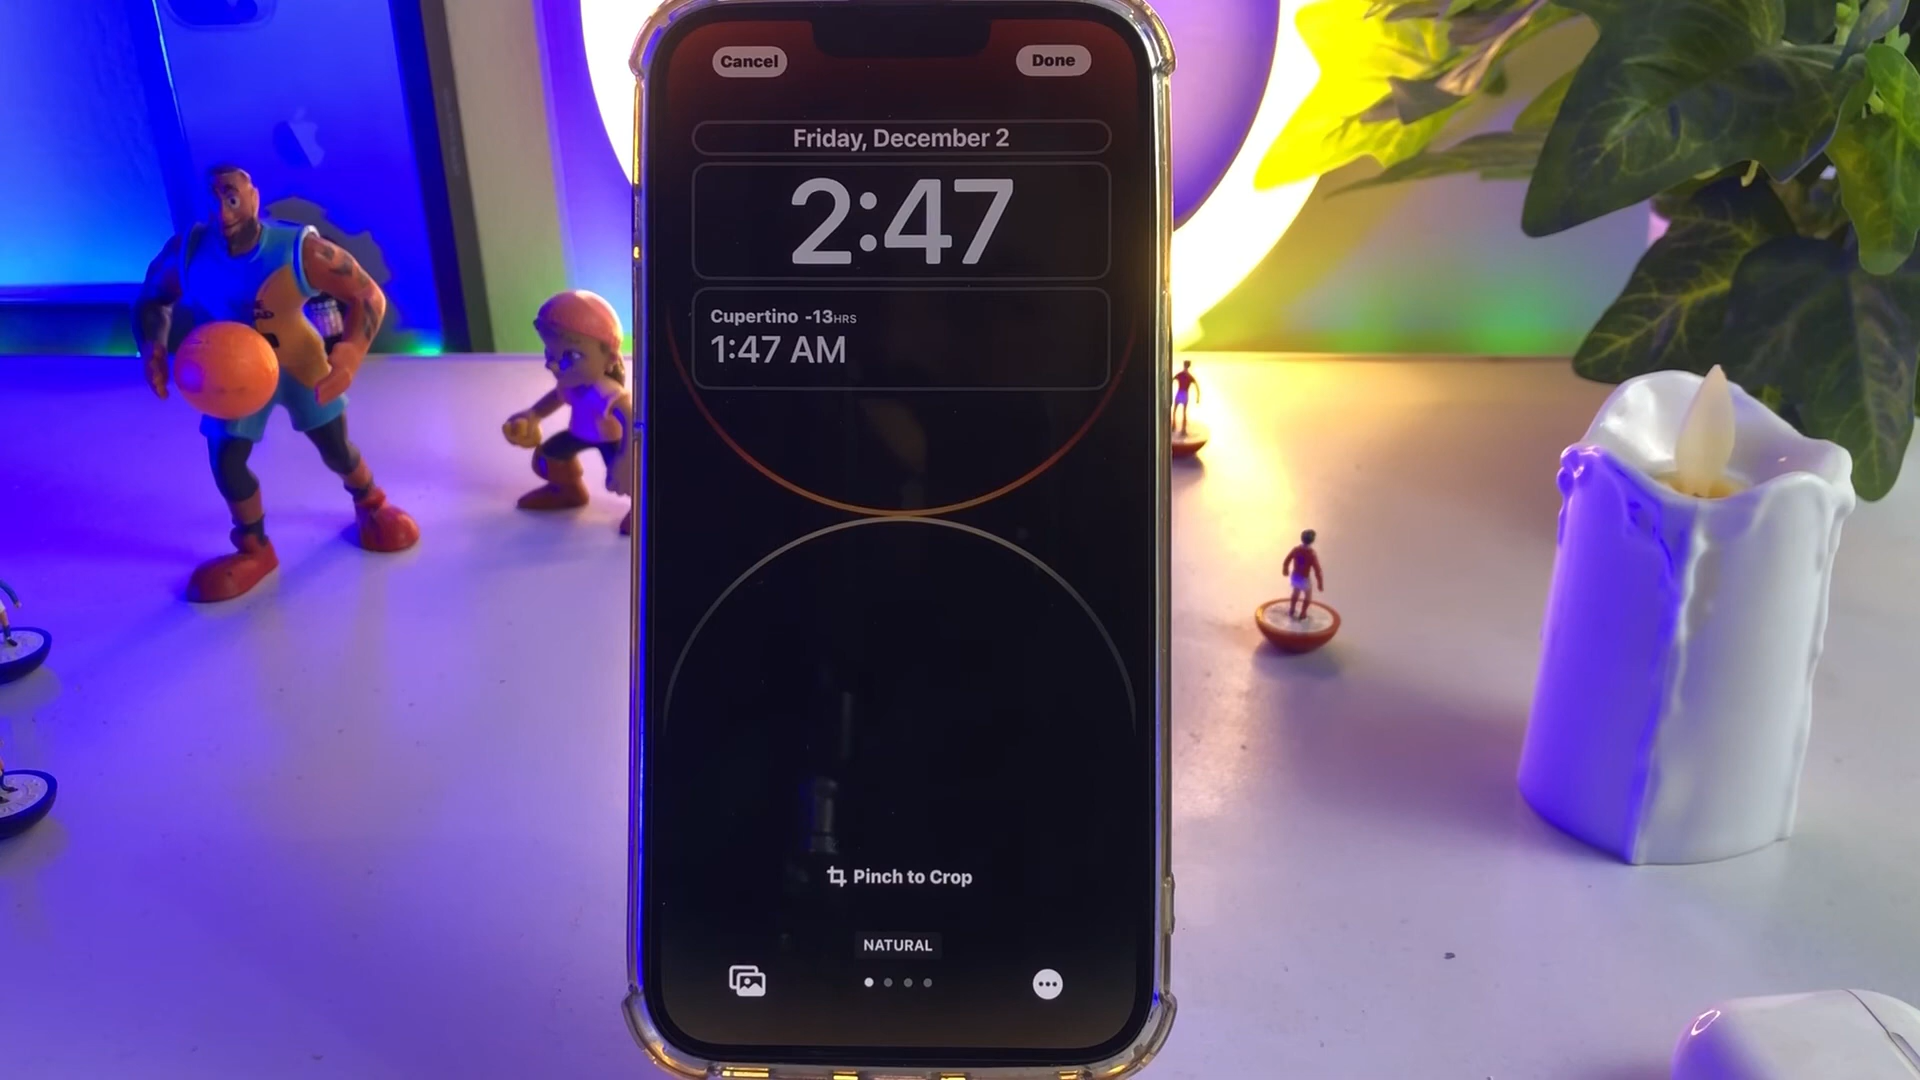 Cancel
Done
Friday, December 2
2:47
Cupertino -13HRS
1:47 AM
Pinch to Crop
NATURAL